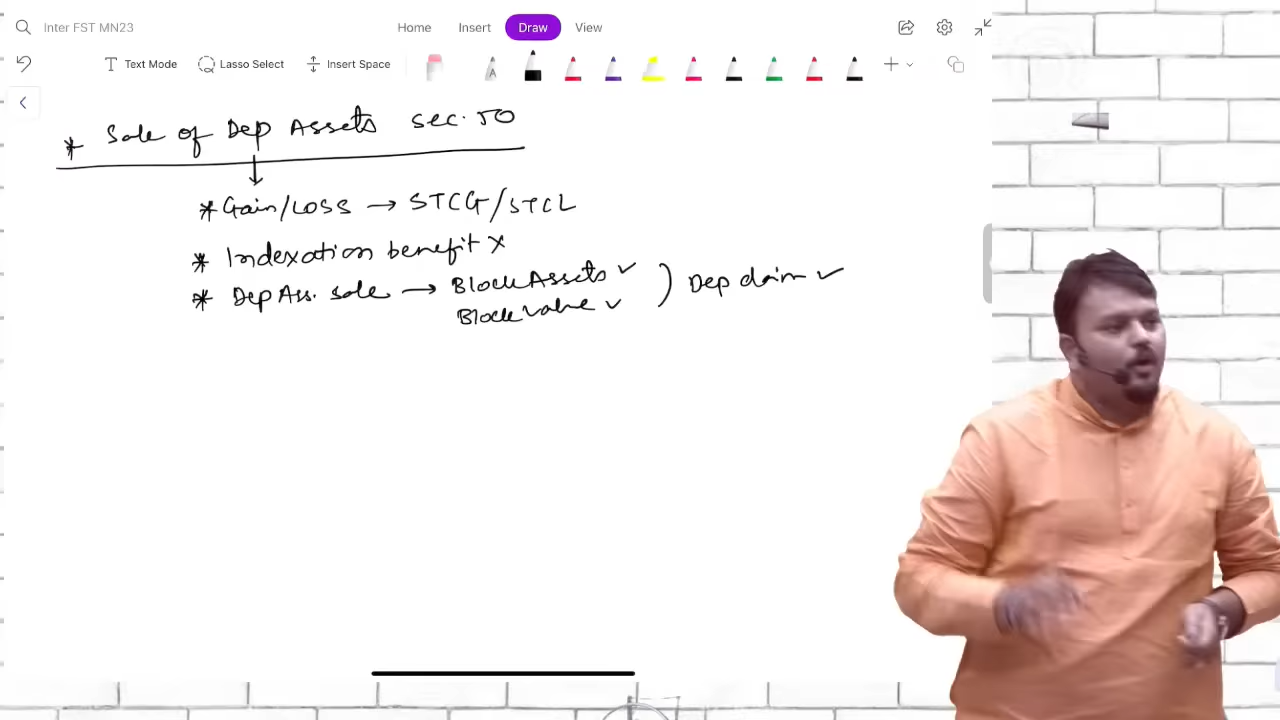 Inter FST MN23
Home Insert Draw View
Text Mode Lasso Select Insert Space
* Sale of Dep Assets sec. 50
* Gain/Loss → STCG/STCL
* Indexation benefit ×
* Dep Ass. sale → Block Assets ✓ ) Dep claim ✓
Block value ✓